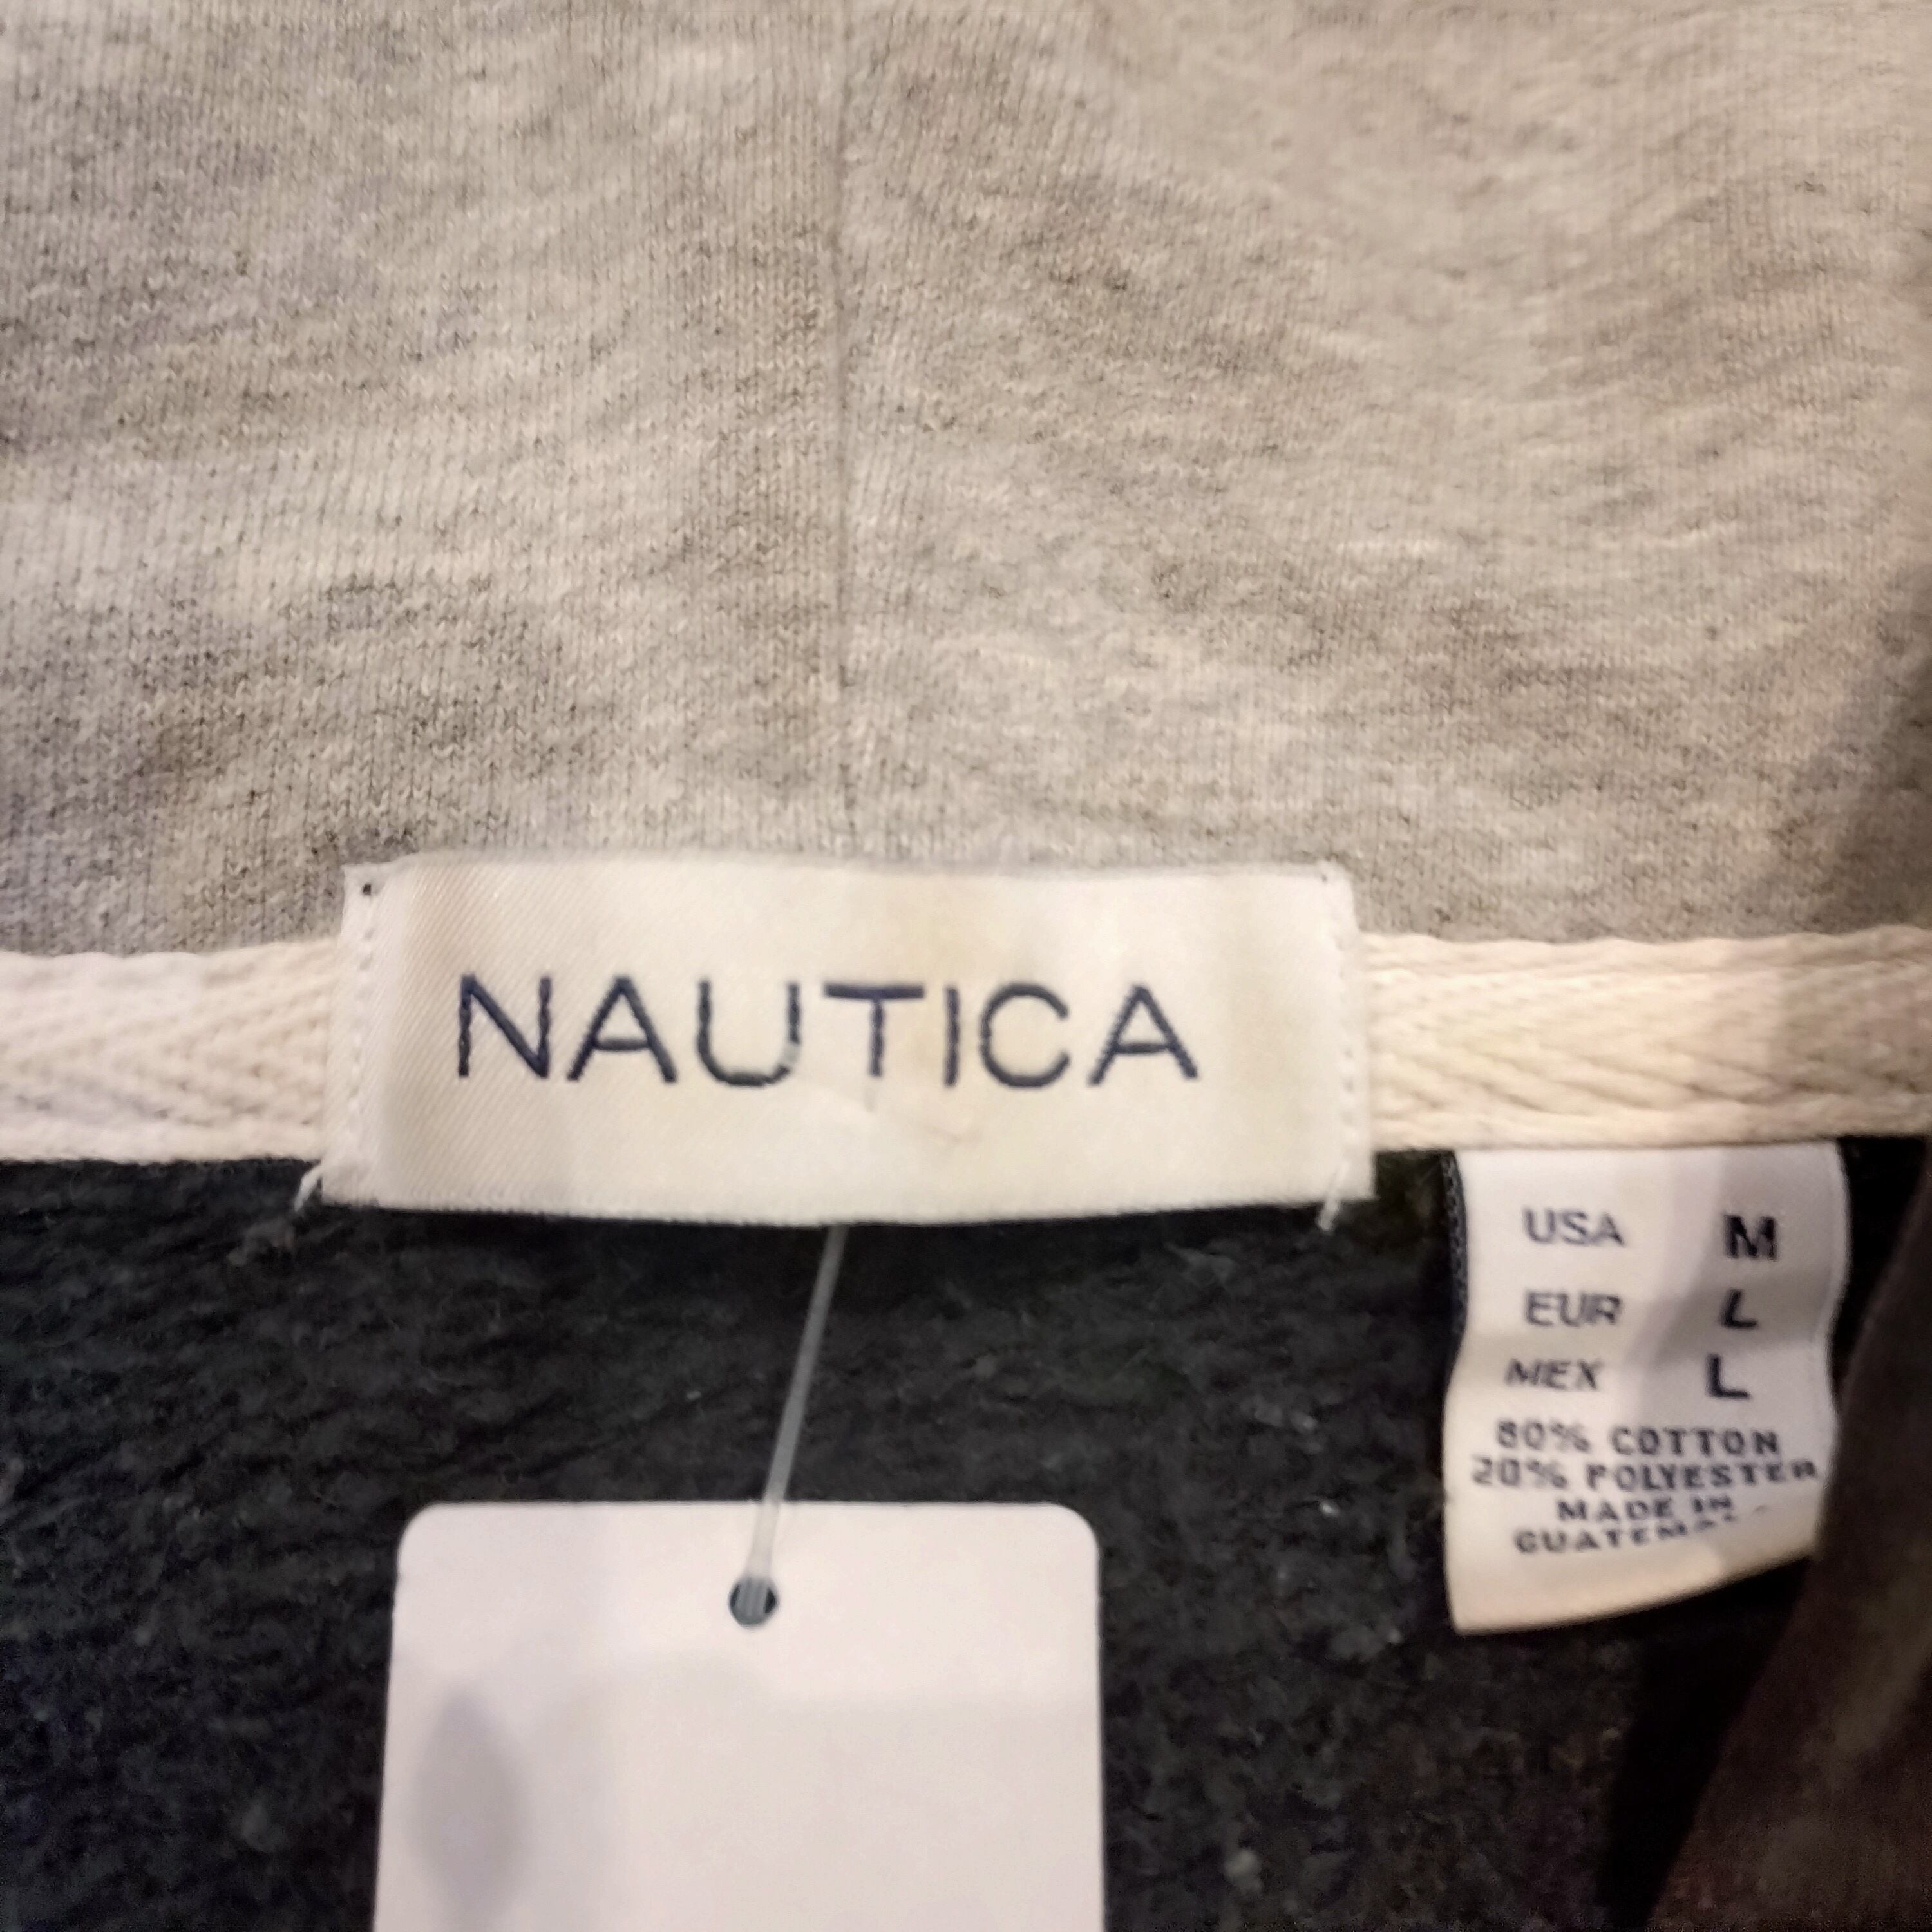 NAUTICA
USA M
EUR L
MEX L
80% COTTON
20% POLYESTER
MADE IN